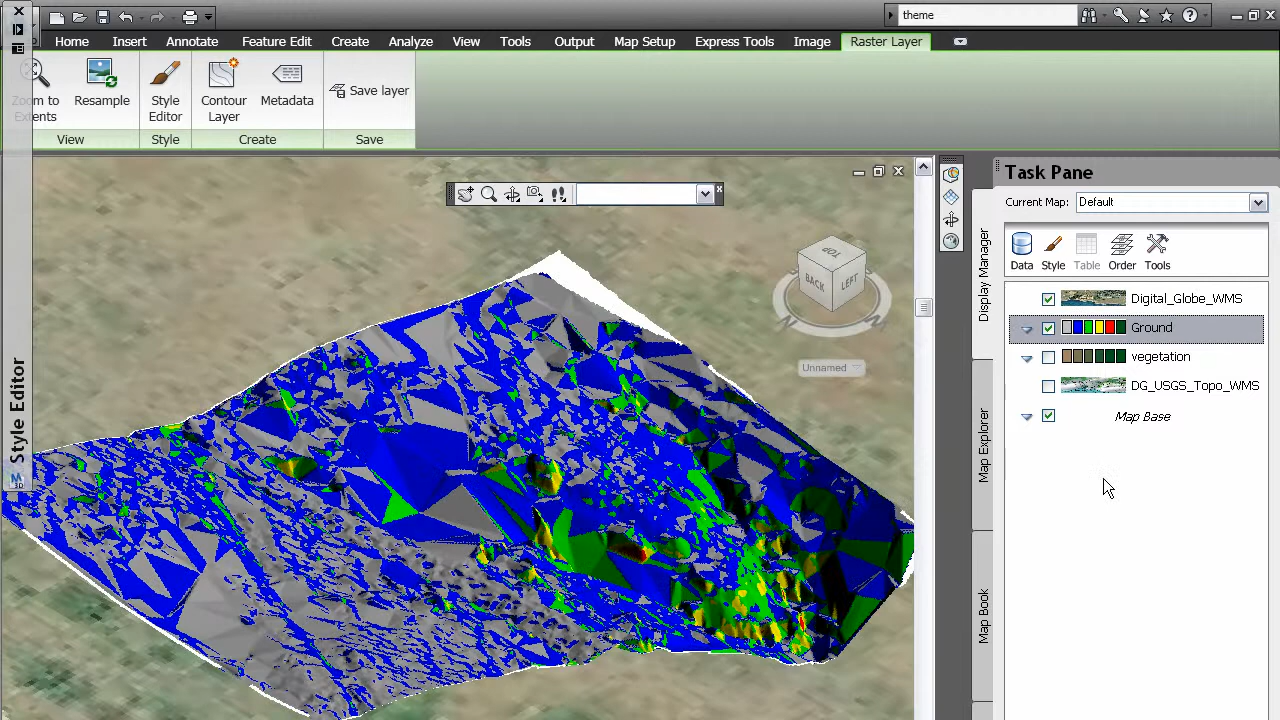 theme
Home Insert Annotate Feature Edit Create Analyze View Tools Output Map Setup Express Tools Image Raster Layer
Zoom to Extents
Resample
Style Editor
Contour Layer
Metadata
Save layer
View Style Create Save
Style Editor
Task Pane
Current Map: Default
Data Style Table Order Tools
Display Manager
Map Explorer
Map Book
Digital_Globe_WMS
Ground
vegetation
DG_USGS_Topo_WMS
Map Base
TOP
BACK
LEFT
Unnamed
3D